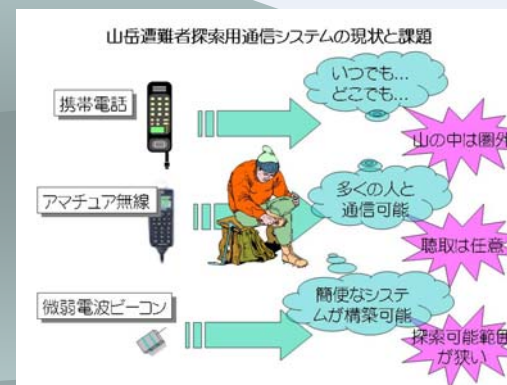 山岳遭難者探索用通信システムの現状と課題
携帯電話
いつでも...
どこでも...
山の中は圏外
アマチュア無線
多くの人と
通信可能
聴取は任意
微弱電波ビーコン
簡便なシステ
ムが構築可能
探索可能範囲
が狭い